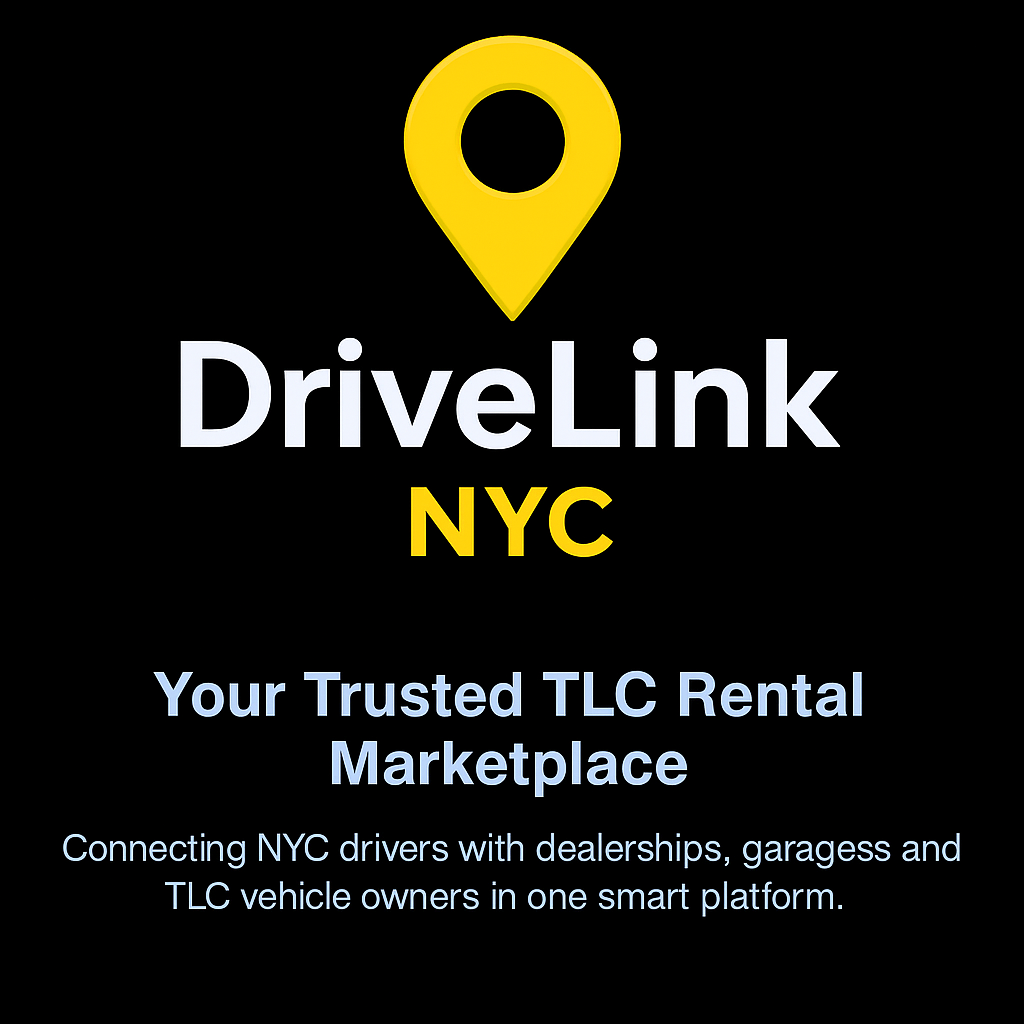 DriveLink
NYC
Your Trusted TLC Rental
Marketplace
Connecting NYC drivers with dealerships, garagess and
TLC vehicle owners in one smart platform.